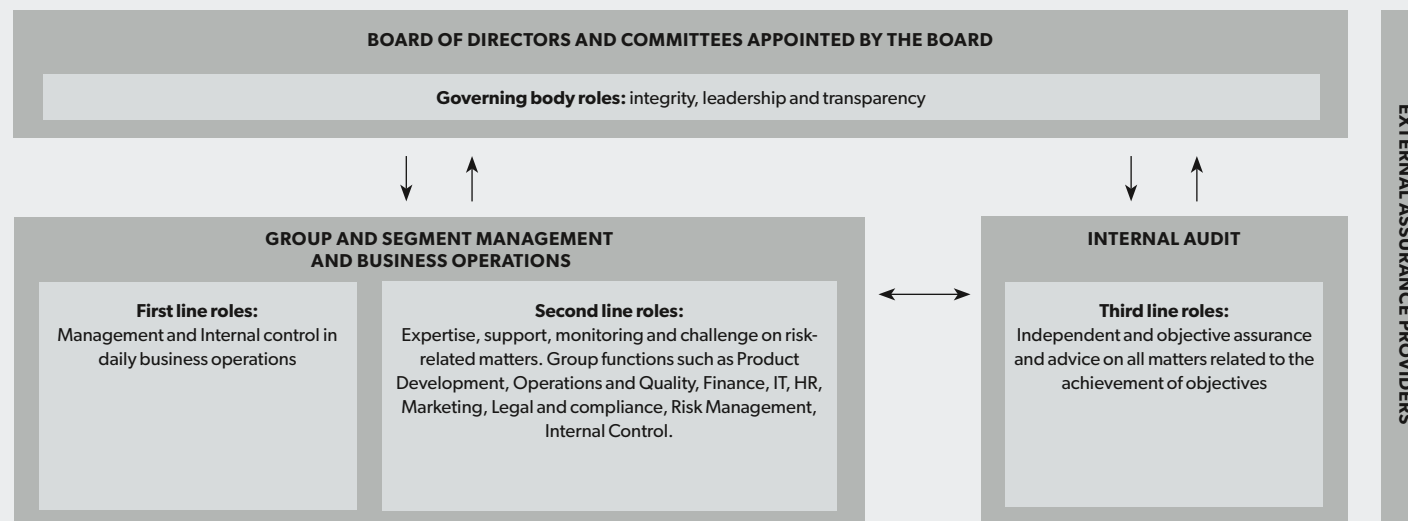 BOARD OF DIRECTORS AND COMMITTEES APPOINTED BY THE BOARD
Governing body roles: integrity, leadership and transparency
GROUP AND SEGMENT MANAGEMENT
AND BUSINESS OPERATIONS
First line roles:
Management and Internal control in
daily business operations
Second line roles:
Expertise, support, monitoring and challenge on risk-
related matters. Group functions such as Product
Development, Operations and Quality, Finance, IT, HR,
Marketing, Legal and compliance, Risk Management,
Internal Control.
INTERNAL AUDIT
Third line roles:
Independent and objective assurance
and advice on all matters related to the
achievement of objectives
EXTERNAL ASSURANCE PROVIDERS